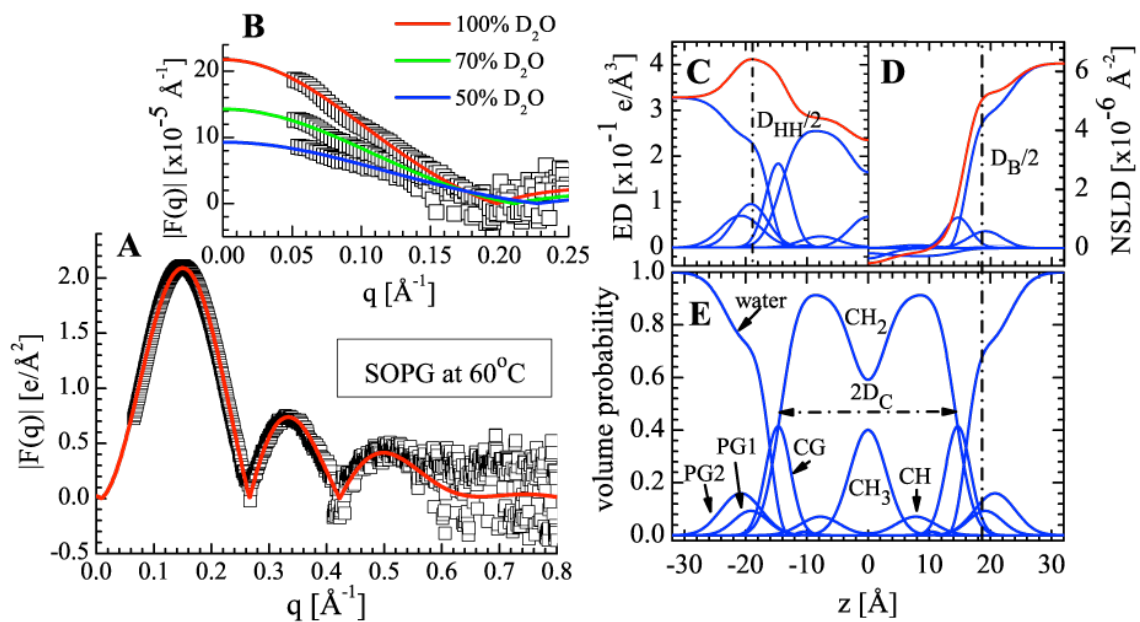 B
100% D₂O
70% D₂O
50% D₂O
|F(q)| [x10⁻⁵ Å⁻¹]
20
10
0
0.00 0.05 0.10 0.15 0.20 0.25
q [Å⁻¹]
A
|F(q)| [e/Å²]
2.0
1.5
1.0
0.5
0.0
-0.5
SOPG at 60°C
0.0 0.1 0.2 0.3 0.4 0.5 0.6 0.7 0.8
q [Å⁻¹]
C
ED [x10⁻¹ e/Å³]
4
3
2
1
0
D_HH/2
D
D_B/2
6
4
2
0
NSLD [x10⁻⁶ Å⁻²]
E
volume probability
1.0
0.8
0.6
0.4
0.2
0.0
water
CH₂
2D_C
PG1
PG2
CG
CH₃
CH
-30 -20 -10 0 10 20 30
z [Å]